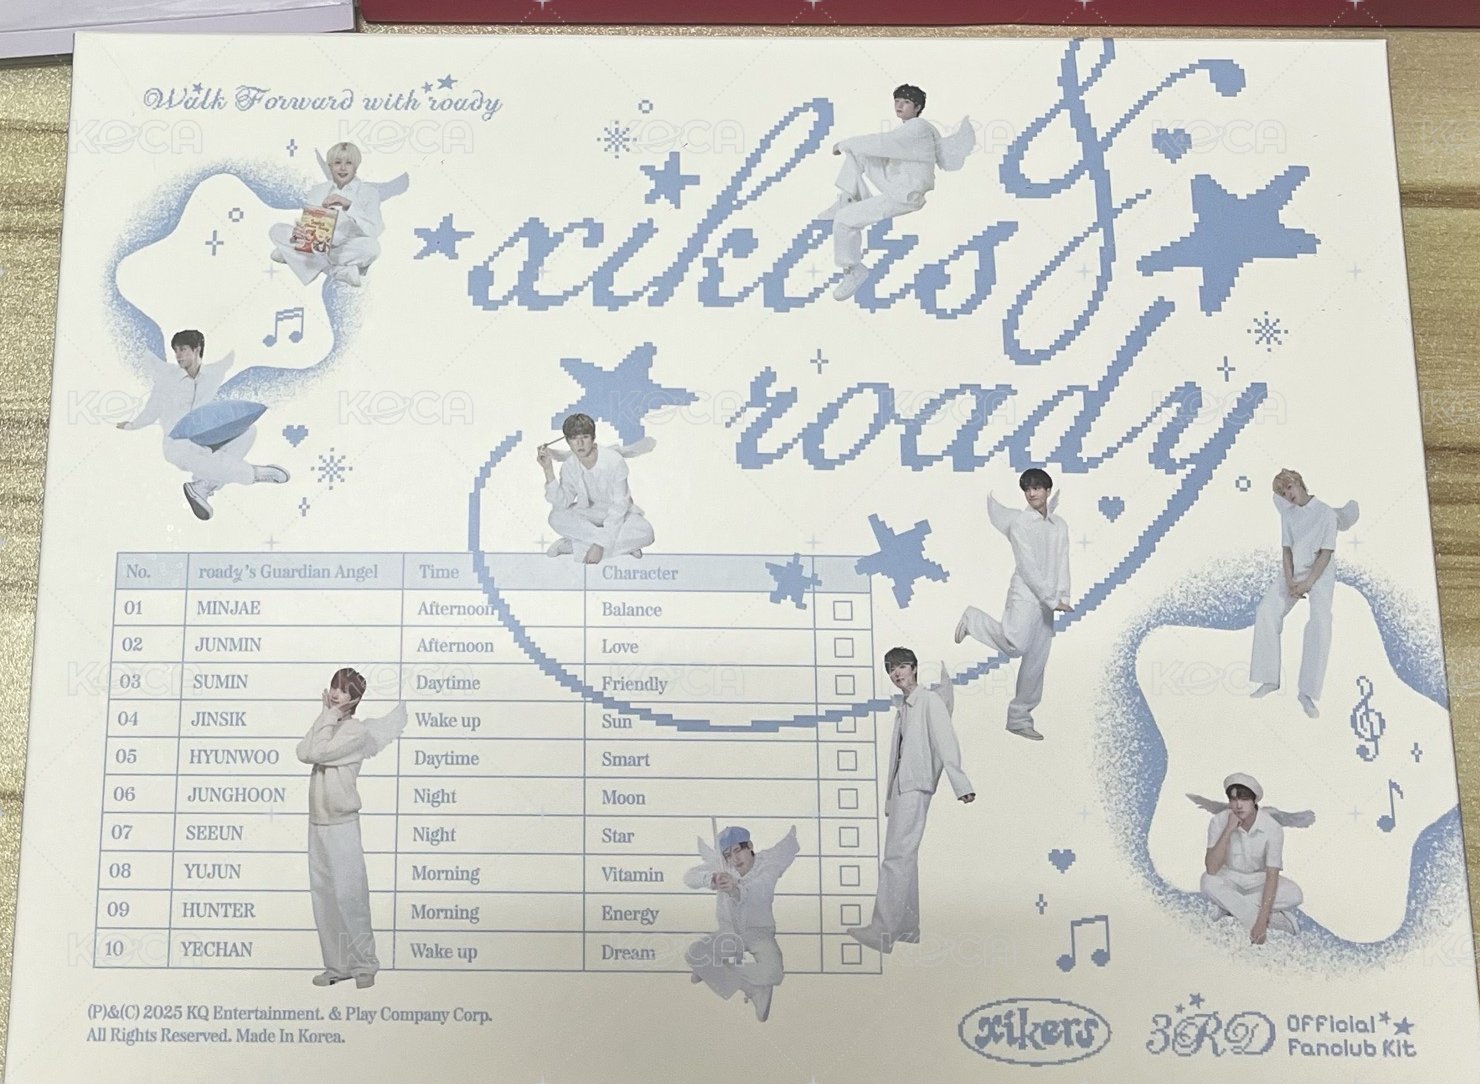 Walk Forward with roady
xikers
&
roady
No. roady's Guardian Angel Time Character
01 MINJAE Afternoon Balance
02 JUNMIN Afternoon Love
03 SUMIN Daytime Friendly
04 JINSIK Wake up Sun
05 HYUNWOO Daytime Smart
06 JUNGHOON Night Moon
07 SEEUN Night Star
08 YUJUN Morning Vitamin
09 HUNTER Morning Energy
10 YECHAN Wake up Dream
(P)&(C) 2025 KQ Entertainment. & Play Company Corp.
All Rights Reserved. Made In Korea.
xikers
3RD
Official
Fanclub Kit
KOCA